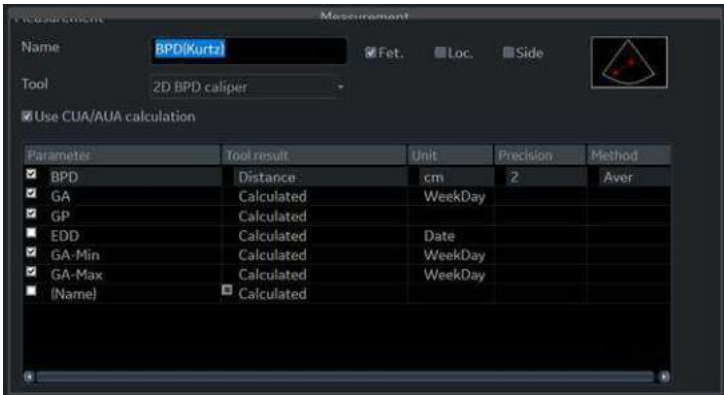 Measurement
Measurement
Name BPD(Kurtz) Fet. Loc. Side
Tool 2D BPD caliper
Use CUA/AUA calculation
Parameter Tool result Unit Precision Method
BPD Distance cm 2 Aver
GA Calculated WeekDay
GP Calculated
EDD Calculated Date
GA-Min Calculated WeekDay
GA-Max Calculated WeekDay
(Name) Calculated